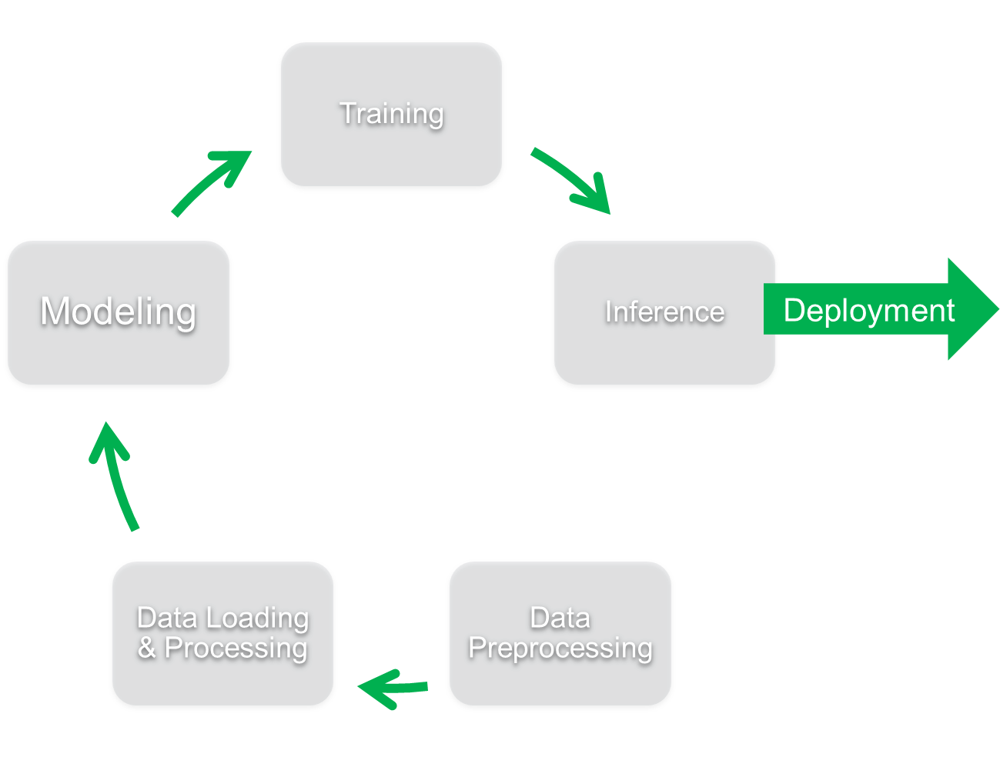 Training
Modeling
Inference
Deployment
Data Loading
& Processing
Data
Preprocessing